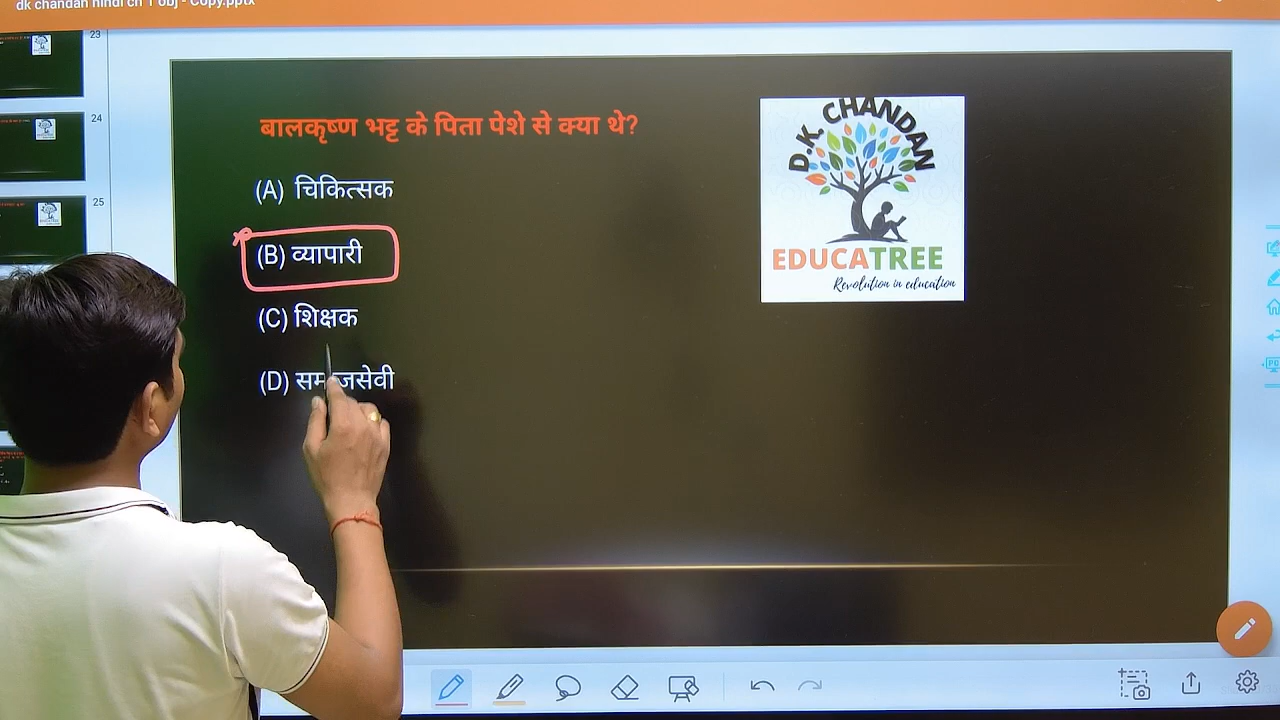 dk chandan hindi ch 1 obj - Copy.pptx
23
24
25
बालकृष्ण भट्ट के पिता पेशे से क्या थे?
(A) चिकित्सक
(B) व्यापारी
(C) शिक्षक
(D) समाजसेवी
D.K. CHANDAN
EDUCATREE
Revolution in education